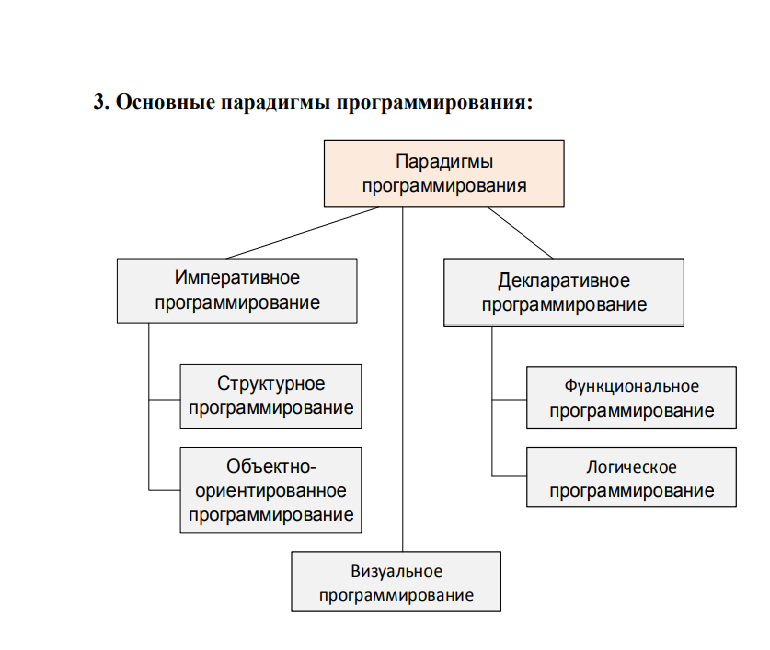 3. Основные парадигмы программирования:
Парадигмы
программирования
Императивное
программирование
Декларативное
программирование
Структурное
программирование
Функциональное
программирование
Объектно-
ориентированное
программирование
Логическое
программирование
Визуальное
программирование